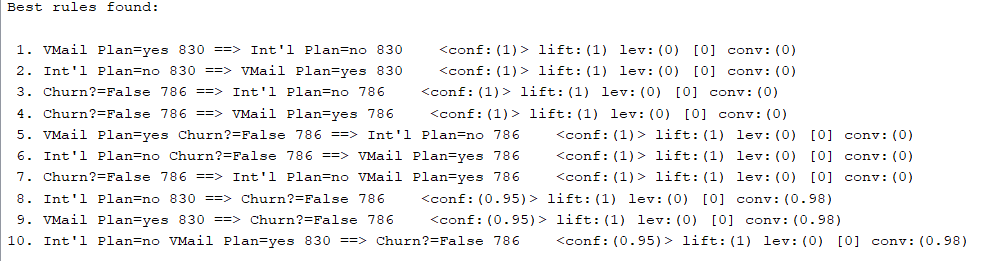 Best rules found:
1. VMail Plan=yes 830 ==> Int'l Plan=no 830 <conf:(1)> lift:(1) lev:(0) [0] conv:(0)
2. Int'l Plan=no 830 ==> VMail Plan=yes 830 <conf:(1)> lift:(1) lev:(0) [0] conv:(0)
3. Churn?=False 786 ==> Int'l Plan=no 786 <conf:(1)> lift:(1) lev:(0) [0] conv:(0)
4. Churn?=False 786 ==> VMail Plan=yes 786 <conf:(1)> lift:(1) lev:(0) [0] conv:(0)
5. VMail Plan=yes Churn?=False 786 ==> Int'l Plan=no 786 <conf:(1)> lift:(1) lev:(0) [0] conv:(0)
6. Int'l Plan=no Churn?=False 786 ==> VMail Plan=yes 786 <conf:(1)> lift:(1) lev:(0) [0] conv:(0)
7. Churn?=False 786 ==> Int'l Plan=no VMail Plan=yes 786 <conf:(1)> lift:(1) lev:(0) [0] conv:(0)
8. Int'l Plan=no 830 ==> Churn?=False 786 <conf:(0.95)> lift:(1) lev:(0) [0] conv:(0.98)
9. VMail Plan=yes 830 ==> Churn?=False 786 <conf:(0.95)> lift:(1) lev:(0) [0] conv:(0.98)
10. Int'l Plan=no VMail Plan=yes 830 ==> Churn?=False 786 <conf:(0.95)> lift:(1) lev:(0) [0] conv:(0.98)